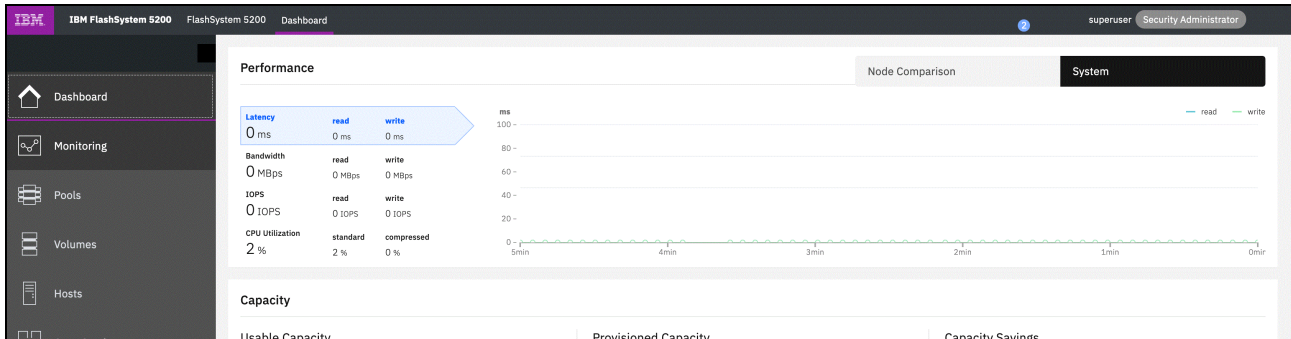 IBM IBM FlashSystem 5200 FlashSystem 5200 Dashboard 2 superuser Security Administrator
Dashboard
Monitoring
Pools
Volumes
Hosts
Performance
Node Comparison System
Latency read write
0 ms 0 ms 0 ms
Bandwidth read write
0 MBps 0 MBps 0 MBps
IOPS read write
0 IOPS 0 IOPS 0 IOPS
CPU Utilization standard compressed
2 % 2 % 0 %
ms
read write
100
80
60
40
20
0
5min 4min 3min 2min 1min 0min
Capacity
Usable Capacity Provisioned Capacity Capacity Savings